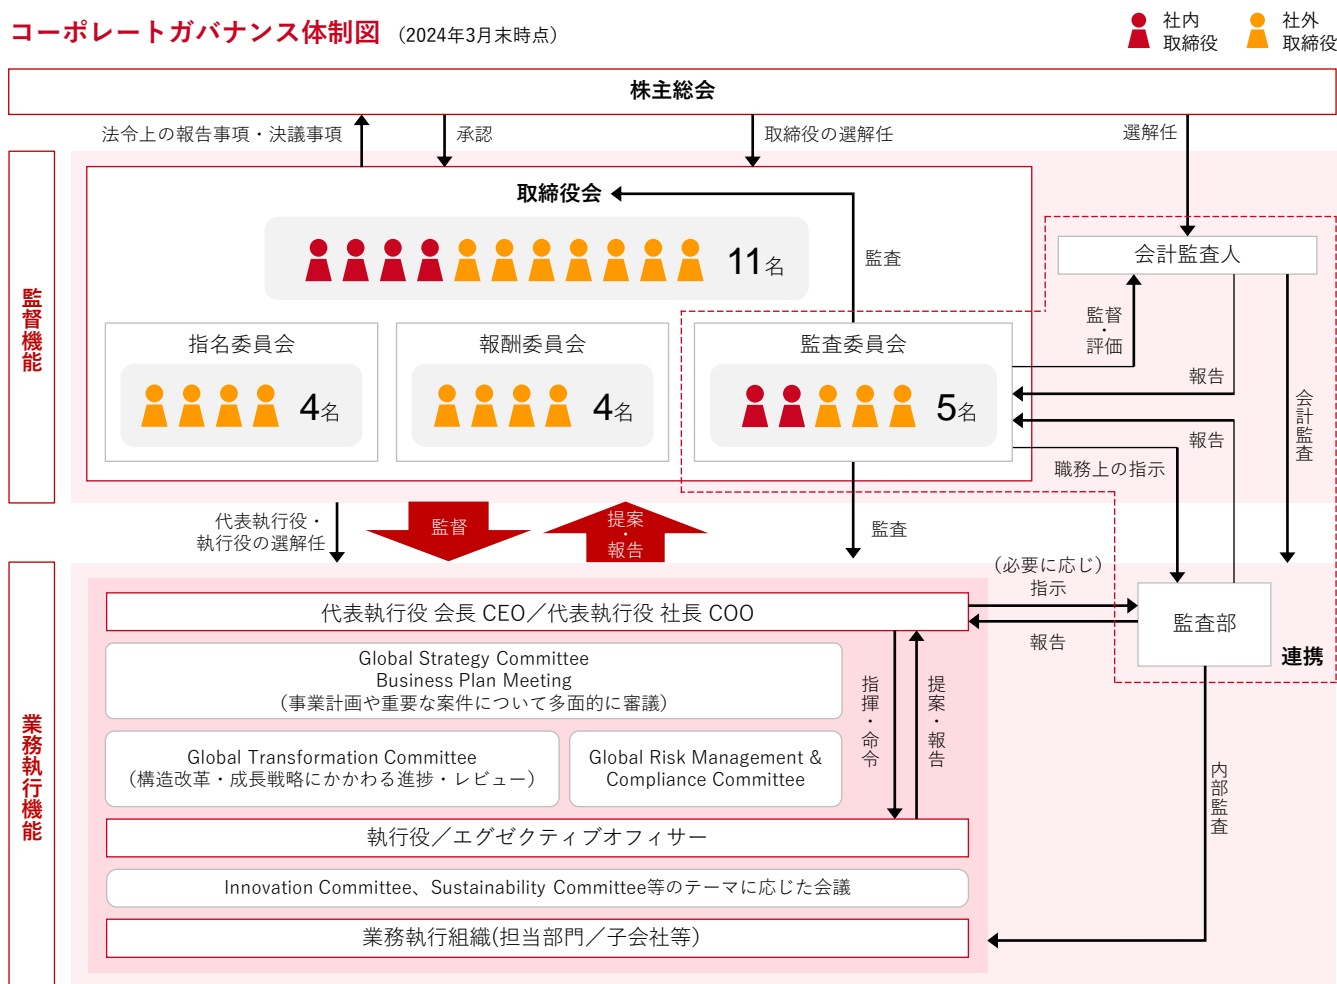 コーポレートガバナンス体制図 （2024年3月末時点）
社内
取締役
社外
取締役
株主総会
法令上の報告事項・決議事項
承認
取締役の選解任
選解任
監督機能
取締役会
11名
監査
会計監査人
監督
・
評価
報告
会計監査
指名委員会
4名
報酬委員会
4名
監査委員会
5名
報告
職務上の指示
代表執行役・
執行役の選解任
監督
提案
・
報告
監査
業務執行機能
代表執行役 会長 CEO／代表執行役 社長 COO
（必要に応じ）
指示
報告
監査部
連携
Global Strategy Committee
Business Plan Meeting
（事業計画や重要な案件について多面的に審議）
指揮・命令
提案・報告
Global Transformation Committee
（構造改革・成長戦略にかかわる進捗・レビュー）
Global Risk Management &
Compliance Committee
内部監査
執行役／エグゼクティブオフィサー
Innovation Committee、Sustainability Committee等のテーマに応じた会議
業務執行組織(担当部門／子会社等)